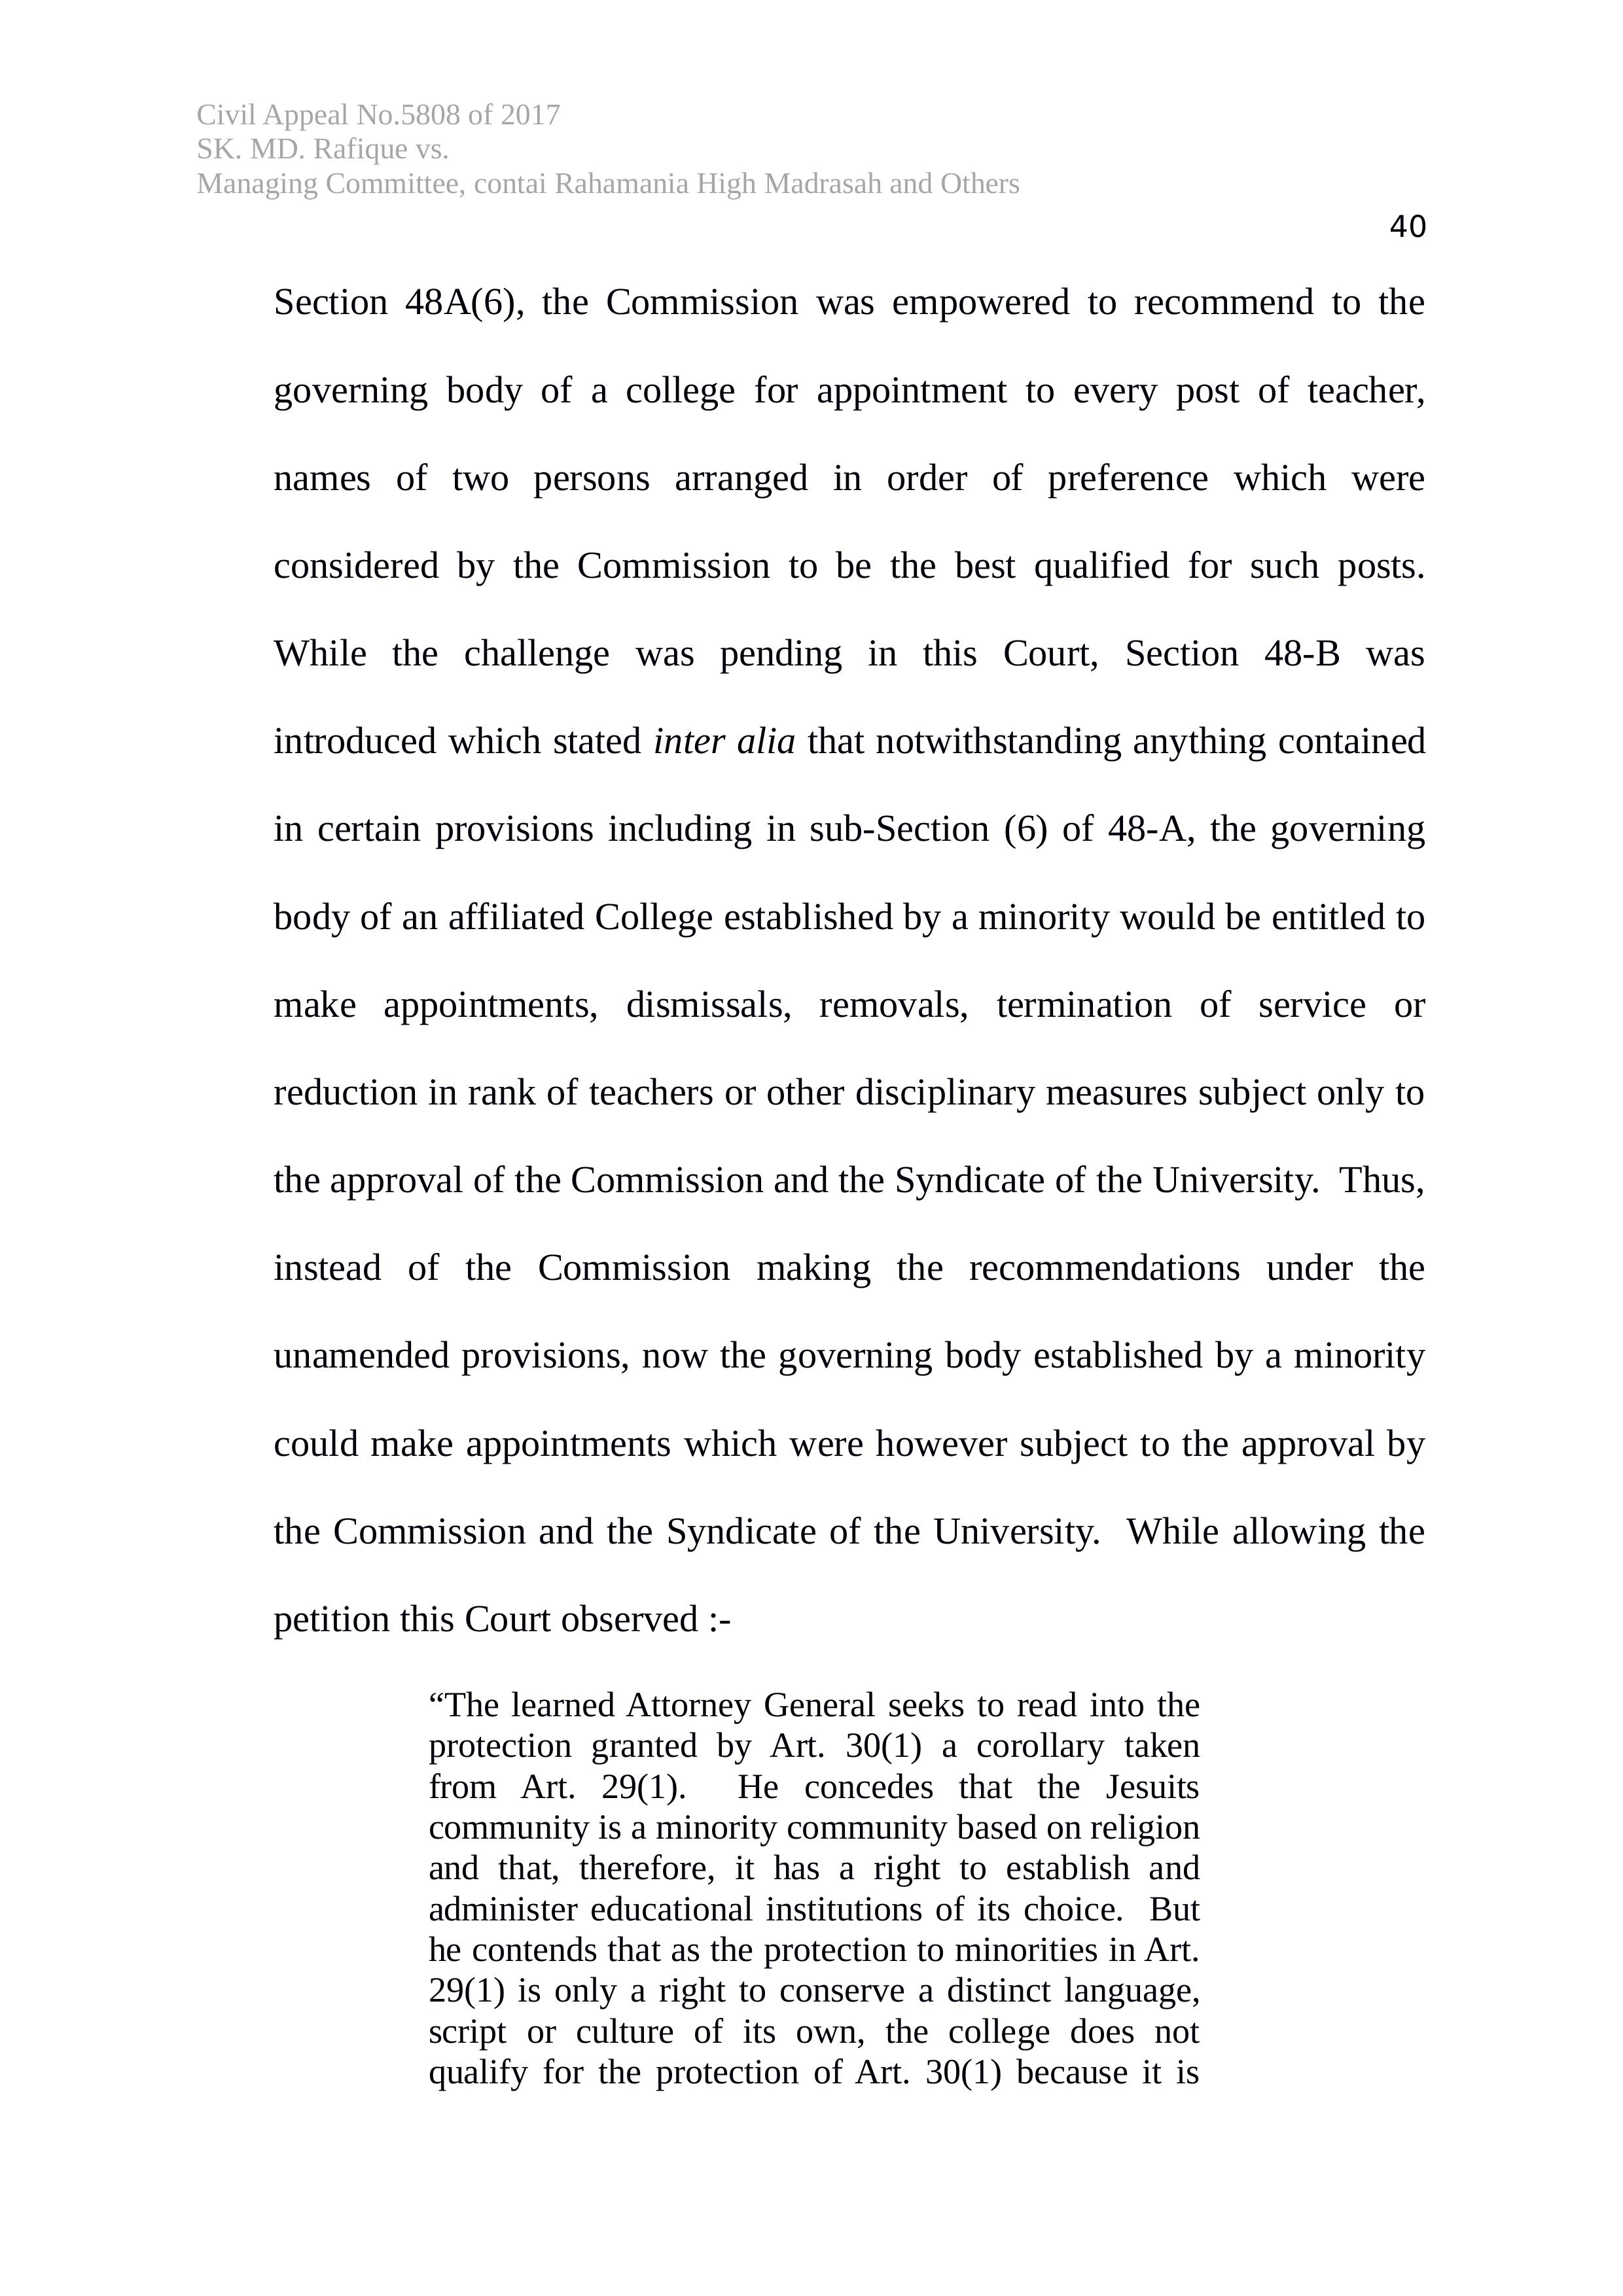 Civil Appeal No.5808 of 2017
SK. MD. Rafique vs.
Managing Committee, contai Rahamania High Madrasah and Others
40
Section 48A(6), the Commission was empowered to recommend to the
governing body of a college for appointment to every post of teacher,
names of two persons arranged in order of preference which were
considered by the Commission to be the best qualified for such posts.
While the challenge was pending in this Court, Section 48-B was
introduced which stated inter alia that notwithstanding anything contained
in certain provisions including in sub-Section (6) of 48-A, the governing
body of an affiliated College established by a minority would be entitled to
make appointments, dismissals, removals, termination of service or
reduction in rank of teachers or other disciplinary measures subject only to
the approval of the Commission and the Syndicate of the University.  Thus,
instead of the Commission making the recommendations under the
unamended provisions, now the governing body established by a minority
could make appointments which were however subject to the approval by
the Commission and the Syndicate of the University.  While allowing the
petition this Court observed :-
“The learned Attorney General seeks to read into the
protection granted by Art. 30(1) a corollary taken
from Art. 29(1).  He concedes that the Jesuits
community is a minority community based on religion
and that, therefore, it has a right to establish and
administer educational institutions of its choice.  But
he contends that as the protection to minorities in Art.
29(1) is only a right to conserve a distinct language,
script or culture of its own, the college does not
qualify for the protection of Art. 30(1) because it is